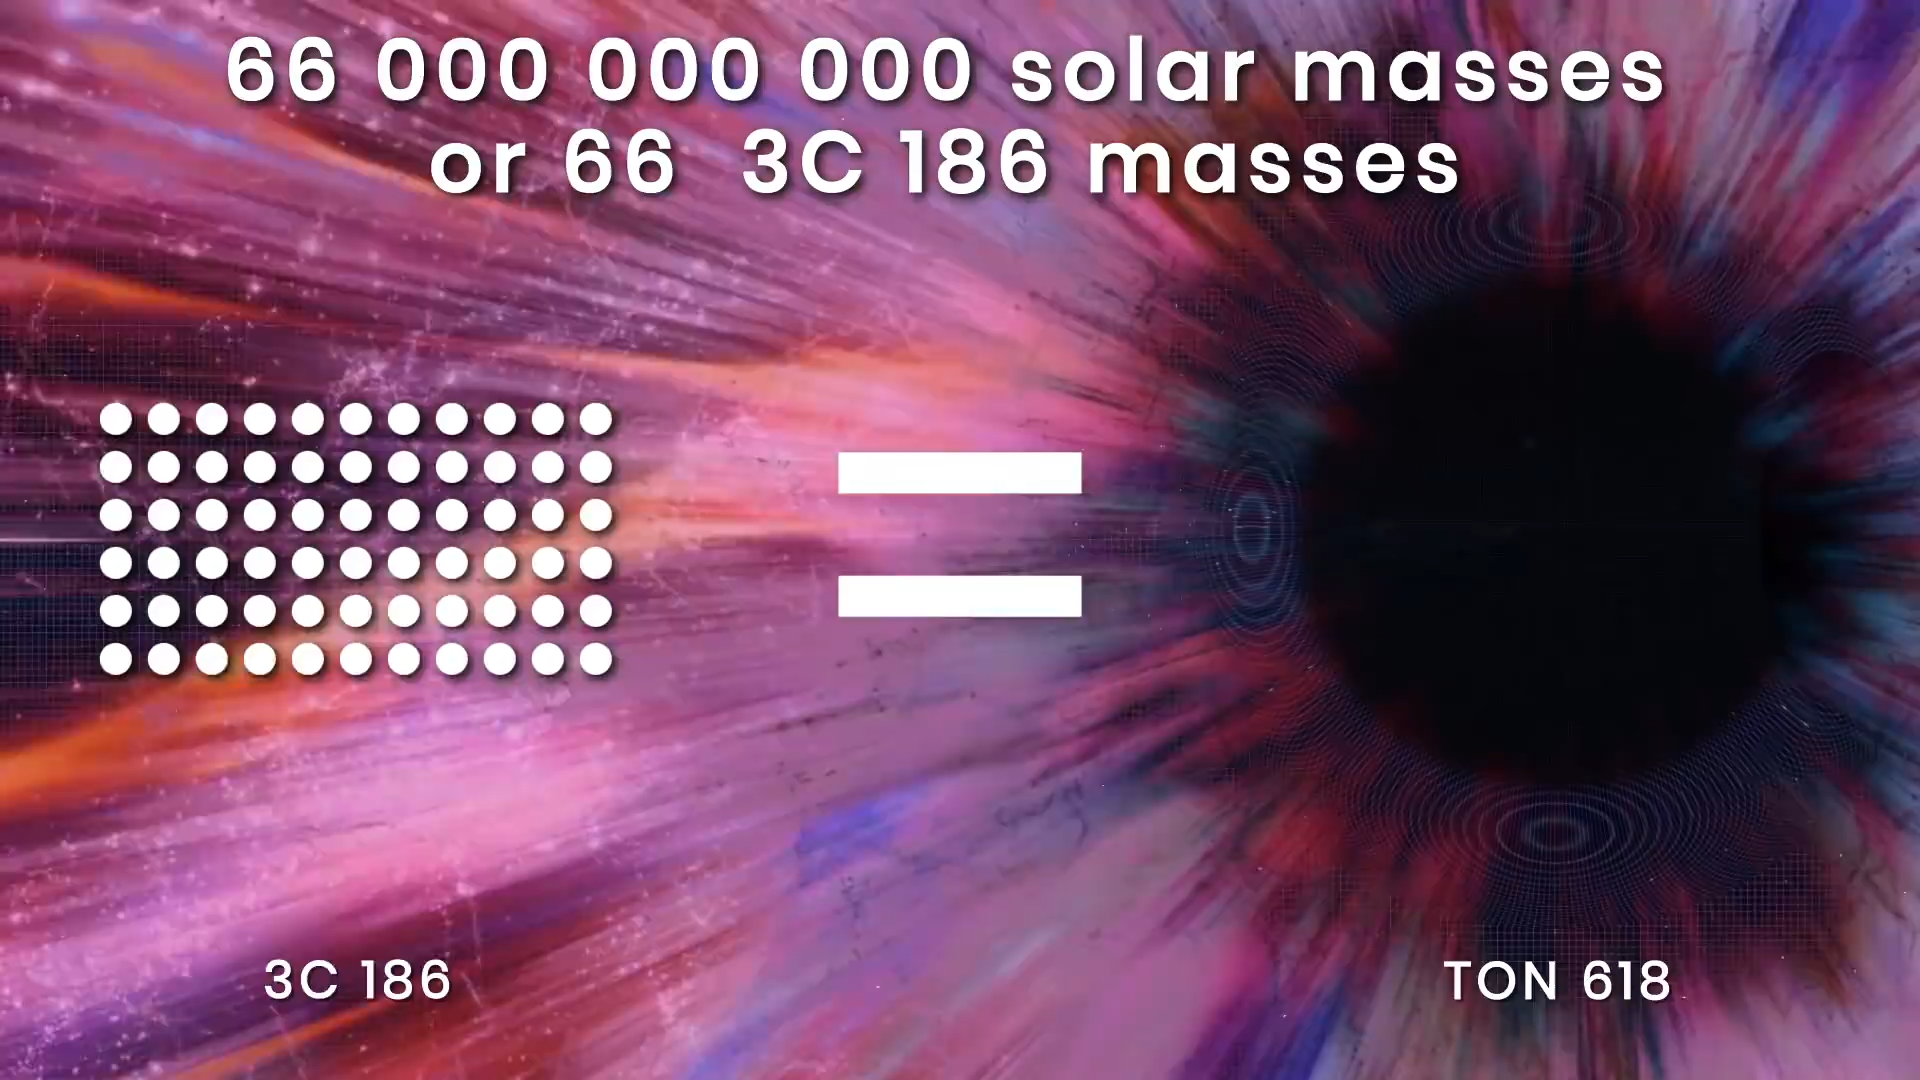 66 000 000 000 solar masses
or 66 3C 186 masses
3C 186
TON 618